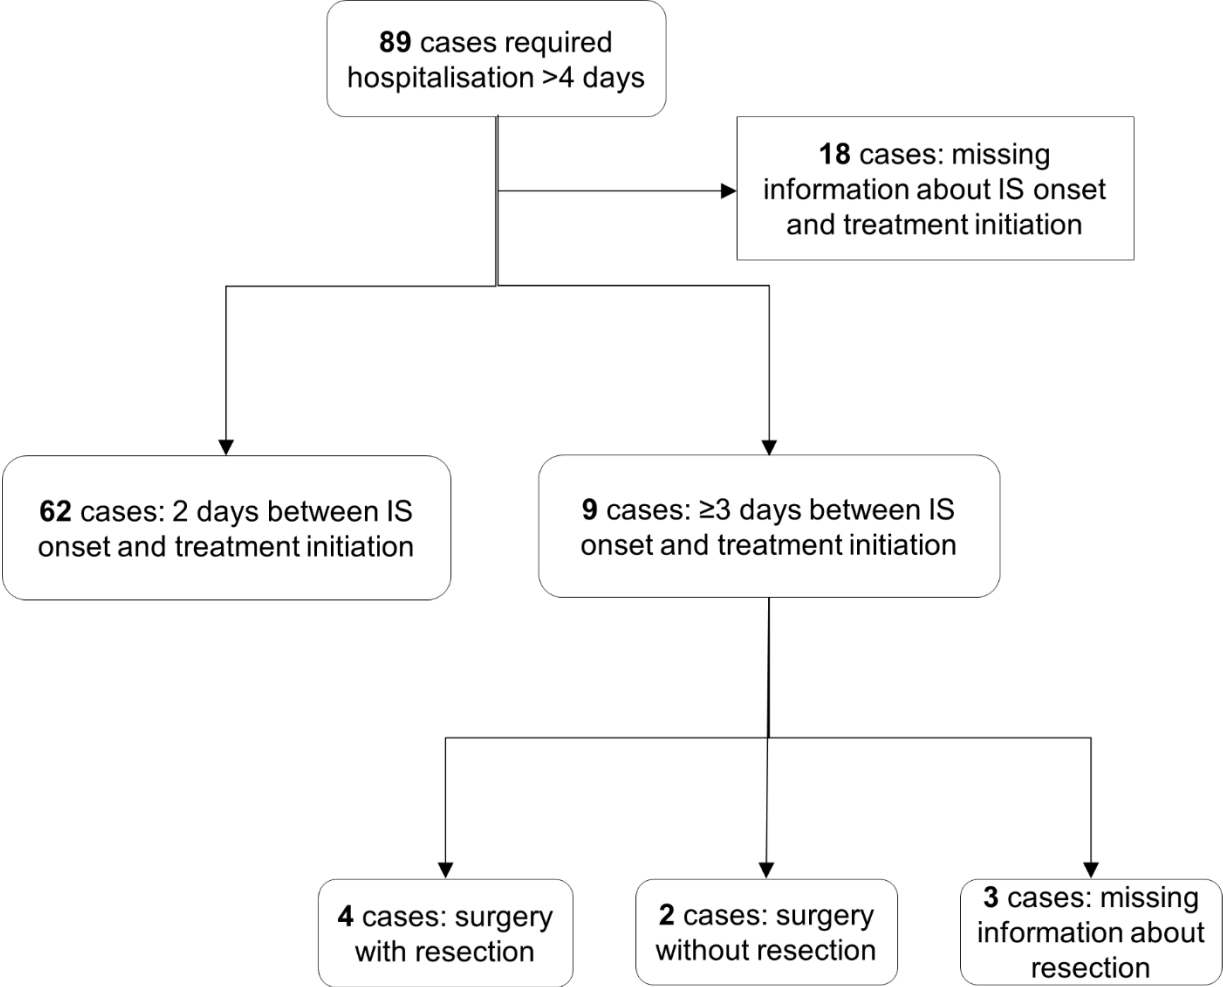 89 cases required
hospitalisation >4 days
18 cases: missing
information about IS onset
and treatment initiation
62 cases: 2 days between IS
onset and treatment initiation
9 cases: ≥3 days between IS
onset and treatment initiation
4 cases: surgery
with resection
2 cases: surgery
without resection
3 cases: missing
information about
resection